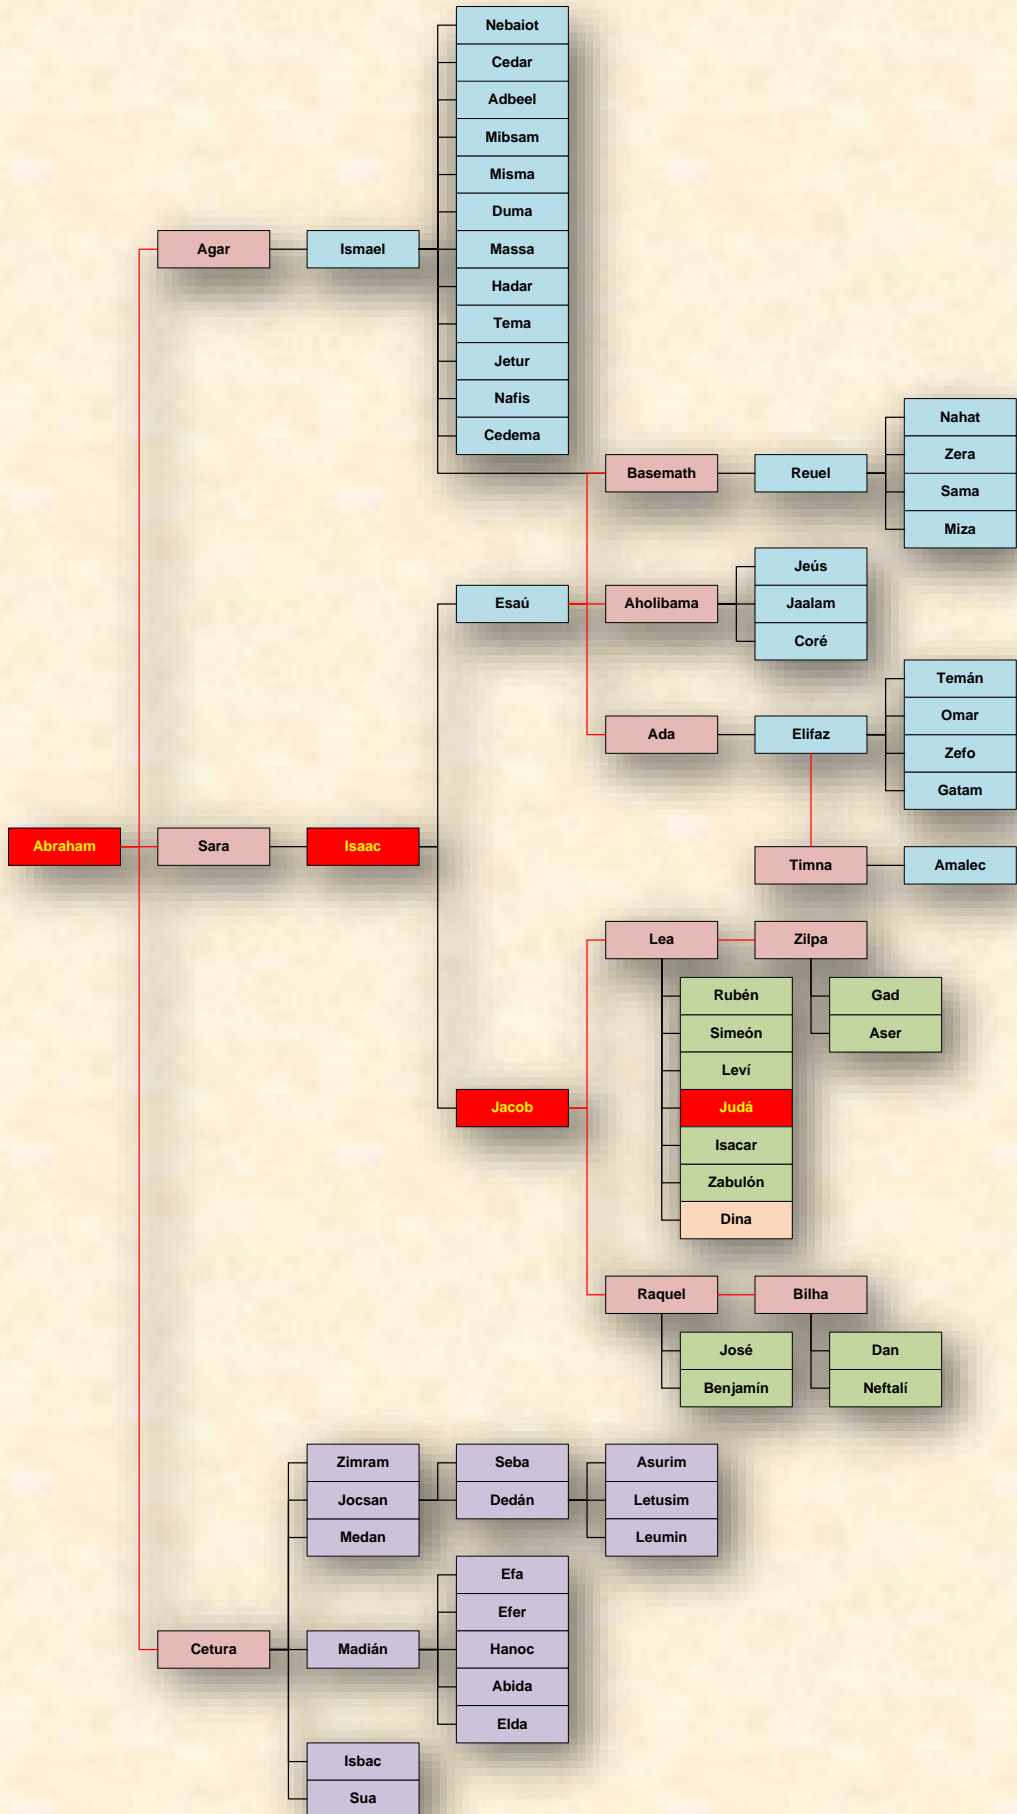 Nebaiot
Cedar
Adbeel
Mibsam
Misma
Duma
Agar
Ismael
Massa
Hadar
Tema
Jetur
Nafis
Cedema
Nahat
Zera
Basemath
Reuel
Sama
Miza
Jeús
Esaú
Aholibama
Jaalam
Coré
Temán
Omar
Ada
Elifaz
Zefo
Gatam
Abraham
Sara
Isaac
Timna
Amalec
Lea
Zilpa
Rubén
Gad
Simeón
Aser
Leví
Jacob
Judá
Isacar
Zabulón
Dina
Raquel
Bilha
José
Dan
Benjamín
Neftalí
Zimram
Seba
Asurim
Jocsan
Dedán
Letusim
Medan
Leumin
Efa
Efer
Cetura
Madián
Hanoc
Abida
Elda
Isbac
Sua